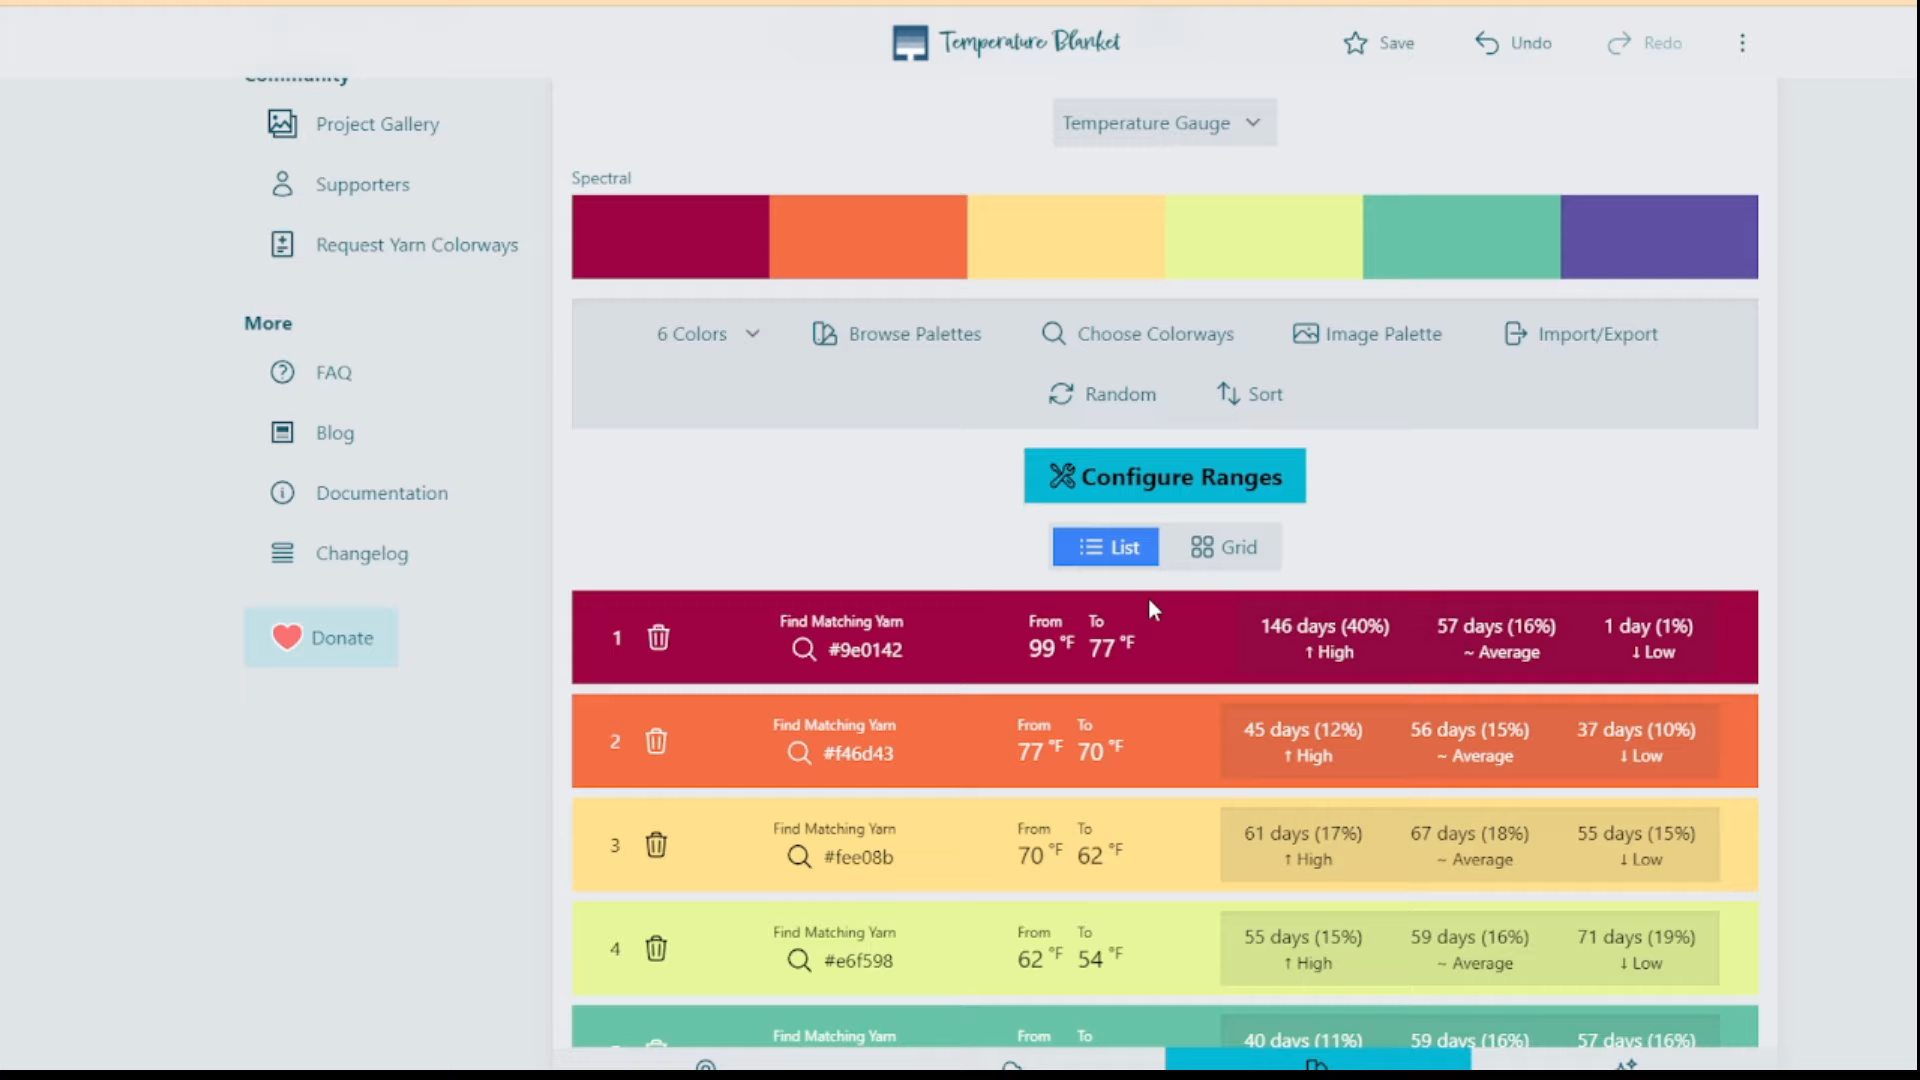 Temperature Blanket
Save
Undo
Redo
Community
Project Gallery
Supporters
Request Yarn Colorways
More
FAQ
Blog
Documentation
Changelog
Donate
Temperature Gauge
Spectral
6 Colors
Browse Palettes
Choose Colorways
Image Palette
Import/Export
Random
Sort
Configure Ranges
List
Grid
1
Find Matching Yarn
#9e0142
From To
99 °F 77 °F
146 days (40%) 57 days (16%) 1 day (1%)
↑ High ~ Average ↓ Low
2
Find Matching Yarn
#f46d43
From To
77 °F 70 °F
45 days (12%) 56 days (15%) 37 days (10%)
↑ High ~ Average ↓ Low
3
Find Matching Yarn
#fee08b
From To
70 °F 62 °F
61 days (17%) 67 days (18%) 55 days (15%)
↑ High ~ Average ↓ Low
4
Find Matching Yarn
#e6f598
From To
62 °F 54 °F
55 days (15%) 59 days (16%) 71 days (19%)
↑ High ~ Average ↓ Low
Find Matching Yarn
From To
40 days (11%) 59 days (16%) 57 days (16%)